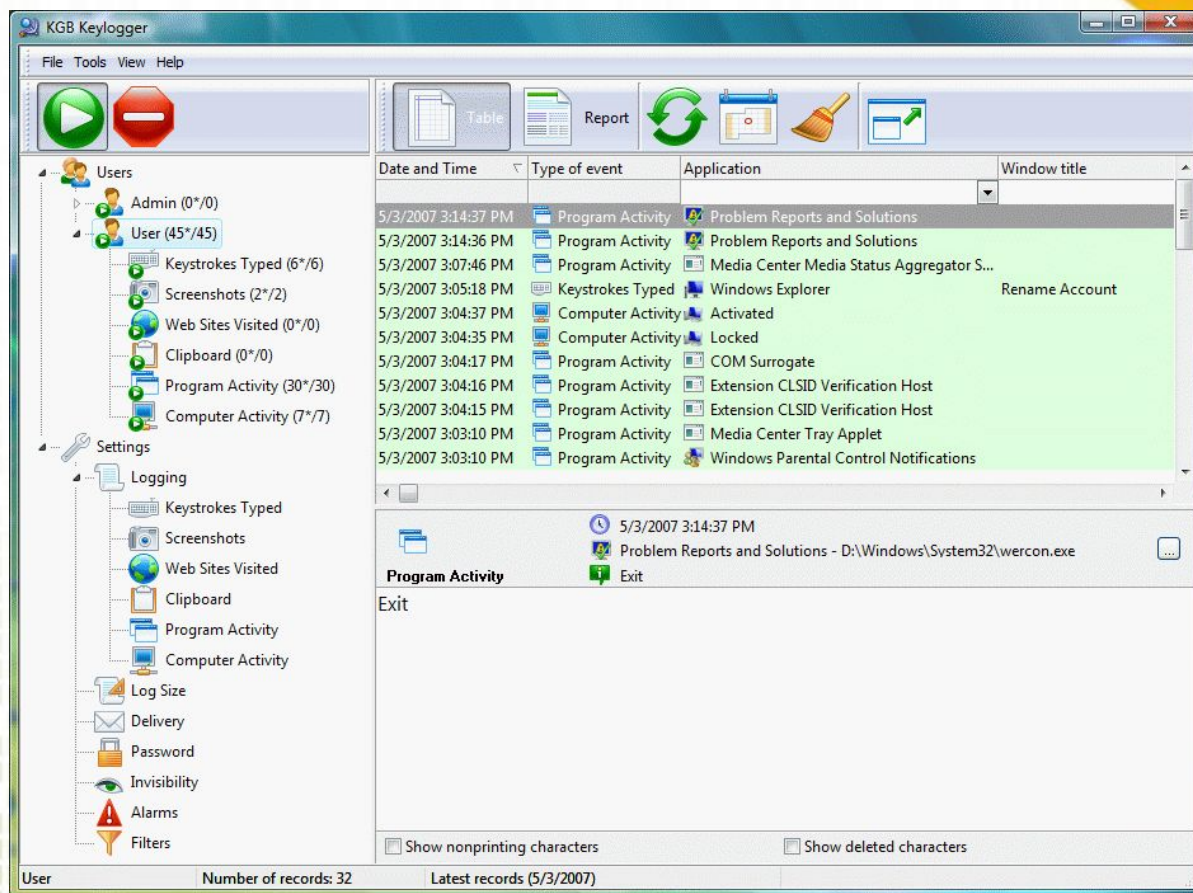 KGB Keylogger
File Tools View Help
Table
Report
Users
Admin (0*/0)
User (45*/45)
Keystrokes Typed (6*/6)
Screenshots (2*/2)
Web Sites Visited (0*/0)
Clipboard (0*/0)
Program Activity (30*/30)
Computer Activity (7*/7)
Settings
Logging
Keystrokes Typed
Screenshots
Web Sites Visited
Clipboard
Program Activity
Computer Activity
Log Size
Delivery
Password
Invisibility
Alarms
Filters
Date and Time Type of event Application Window title
5/3/2007 3:14:37 PM Program Activity Problem Reports and Solutions
5/3/2007 3:14:36 PM Program Activity Problem Reports and Solutions
5/3/2007 3:07:46 PM Program Activity Media Center Media Status Aggregator S...
5/3/2007 3:05:18 PM Keystrokes Typed Windows Explorer Rename Account
5/3/2007 3:04:37 PM Computer Activity Activated
5/3/2007 3:04:35 PM Computer Activity Locked
5/3/2007 3:04:17 PM Program Activity COM Surrogate
5/3/2007 3:04:16 PM Program Activity Extension CLSID Verification Host
5/3/2007 3:04:15 PM Program Activity Extension CLSID Verification Host
5/3/2007 3:03:10 PM Program Activity Media Center Tray Applet
5/3/2007 3:03:10 PM Program Activity Windows Parental Control Notifications
5/3/2007 3:14:37 PM
Problem Reports and Solutions - D:\Windows\System32\wercon.exe
...
Program Activity
Exit
Exit
Show nonprinting characters
Show deleted characters
User Number of records: 32 Latest records (5/3/2007)